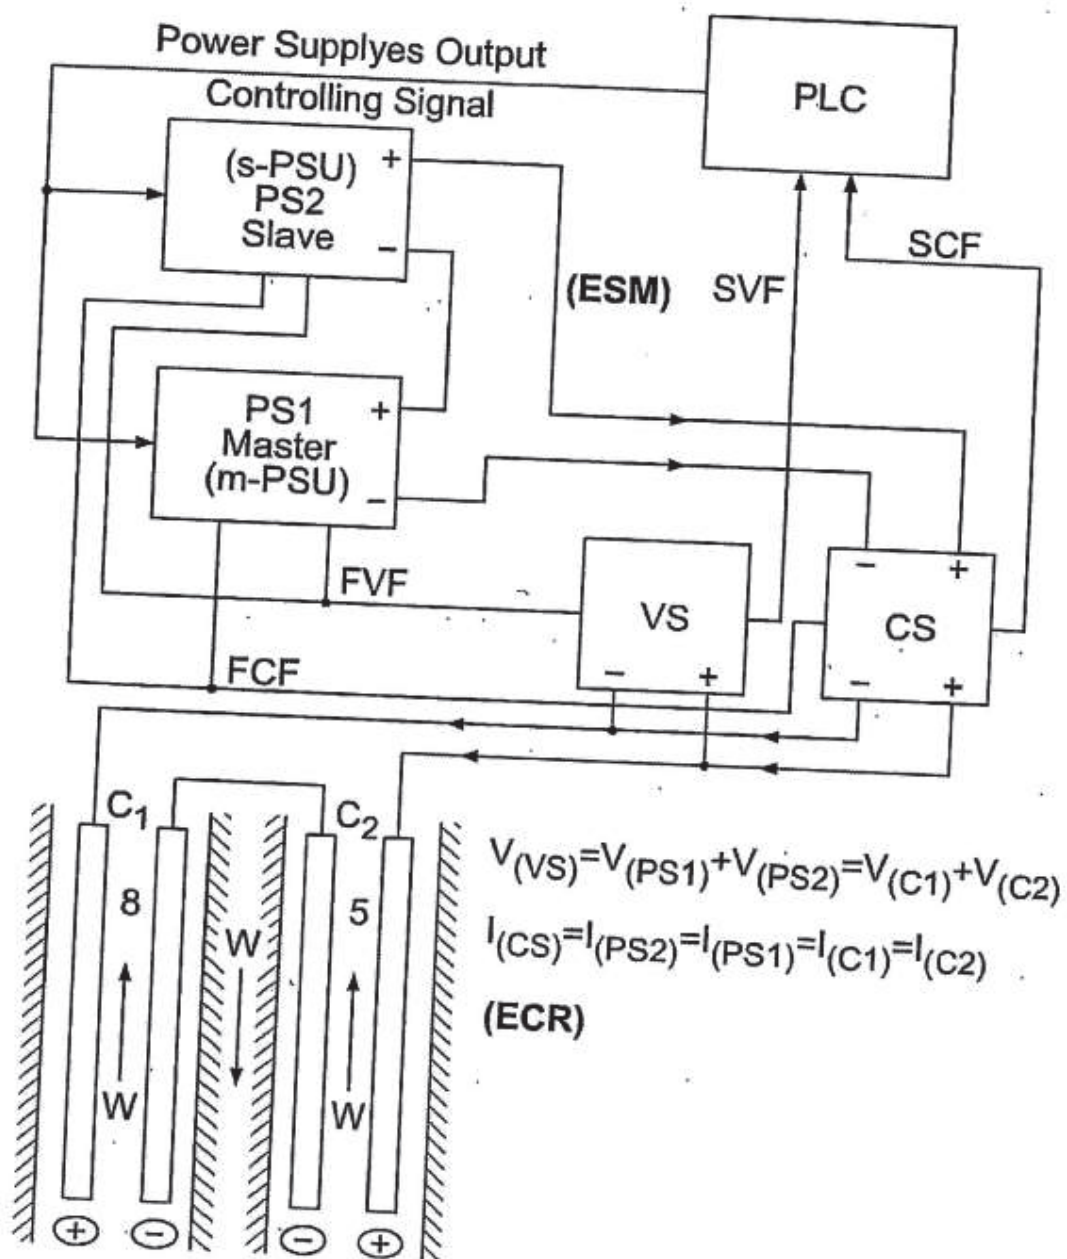 Power Supplyes Output
Controlling Signal
PLC
(s-PSU)
PS2
Slave
+
−
(ESM)
SVF
SCF
PS1
Master
(m-PSU)
+
−
FVF
FCF
VS
−
+
−
+
CS
−
+
C1
8
W
W
C2
5
W
+
−
−
+
V(VS)=V(PS1)+V(PS2)=V(C1)+V(C2)
I(CS)=I(PS2)=I(PS1)=I(C1)=I(C2)
(ECR)